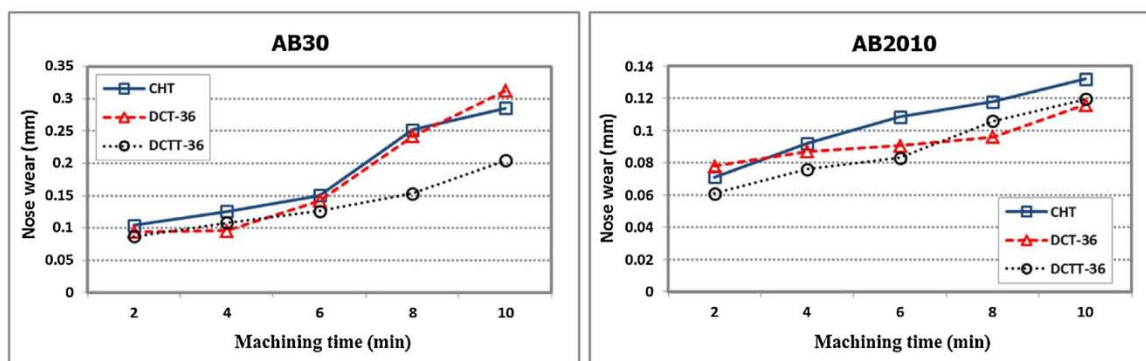 AB30
0.35
0.3
0.25
0.2
0.15
0.1
0.05
0
Nose wear (mm)
CHT
DCT-36
DCTT-36
2 4 6 8 10
Machining time (min)
AB2010
0.14
0.12
0.1
0.08
0.06
0.04
0.02
0
Nose wear (mm)
CHT
DCT-36
DCTT-36
2 4 6 8 10
Machining time (min)